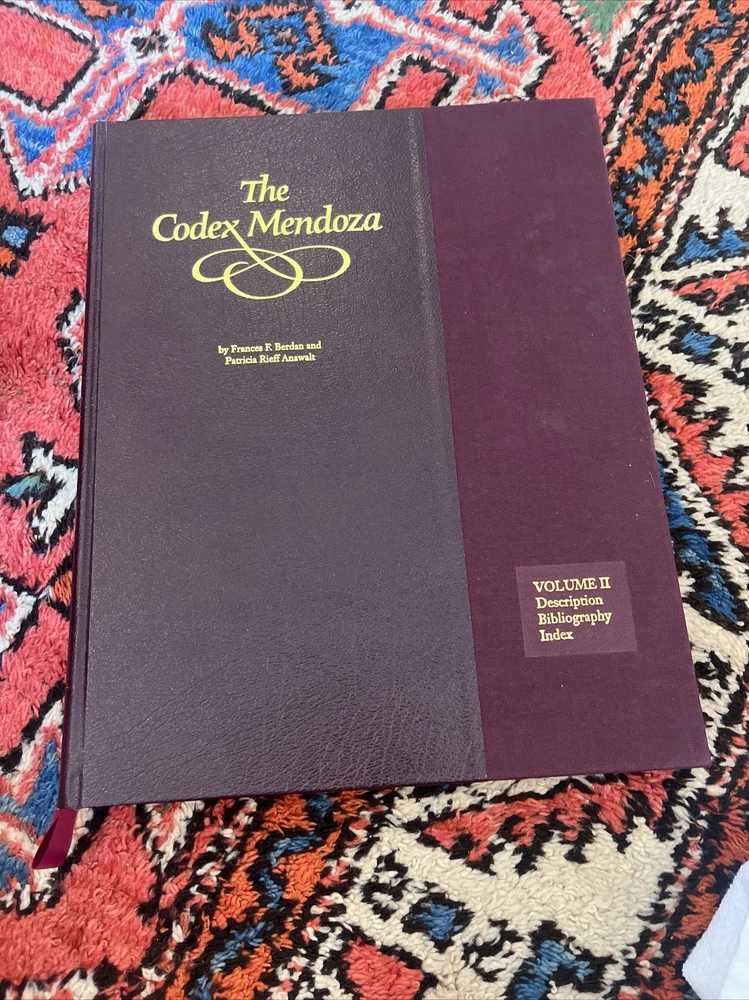 The
Codex Mendoza
by Frances F. Berdan and
Patricia Rieff Anawalt
VOLUME II
Description
Bibliography
Index